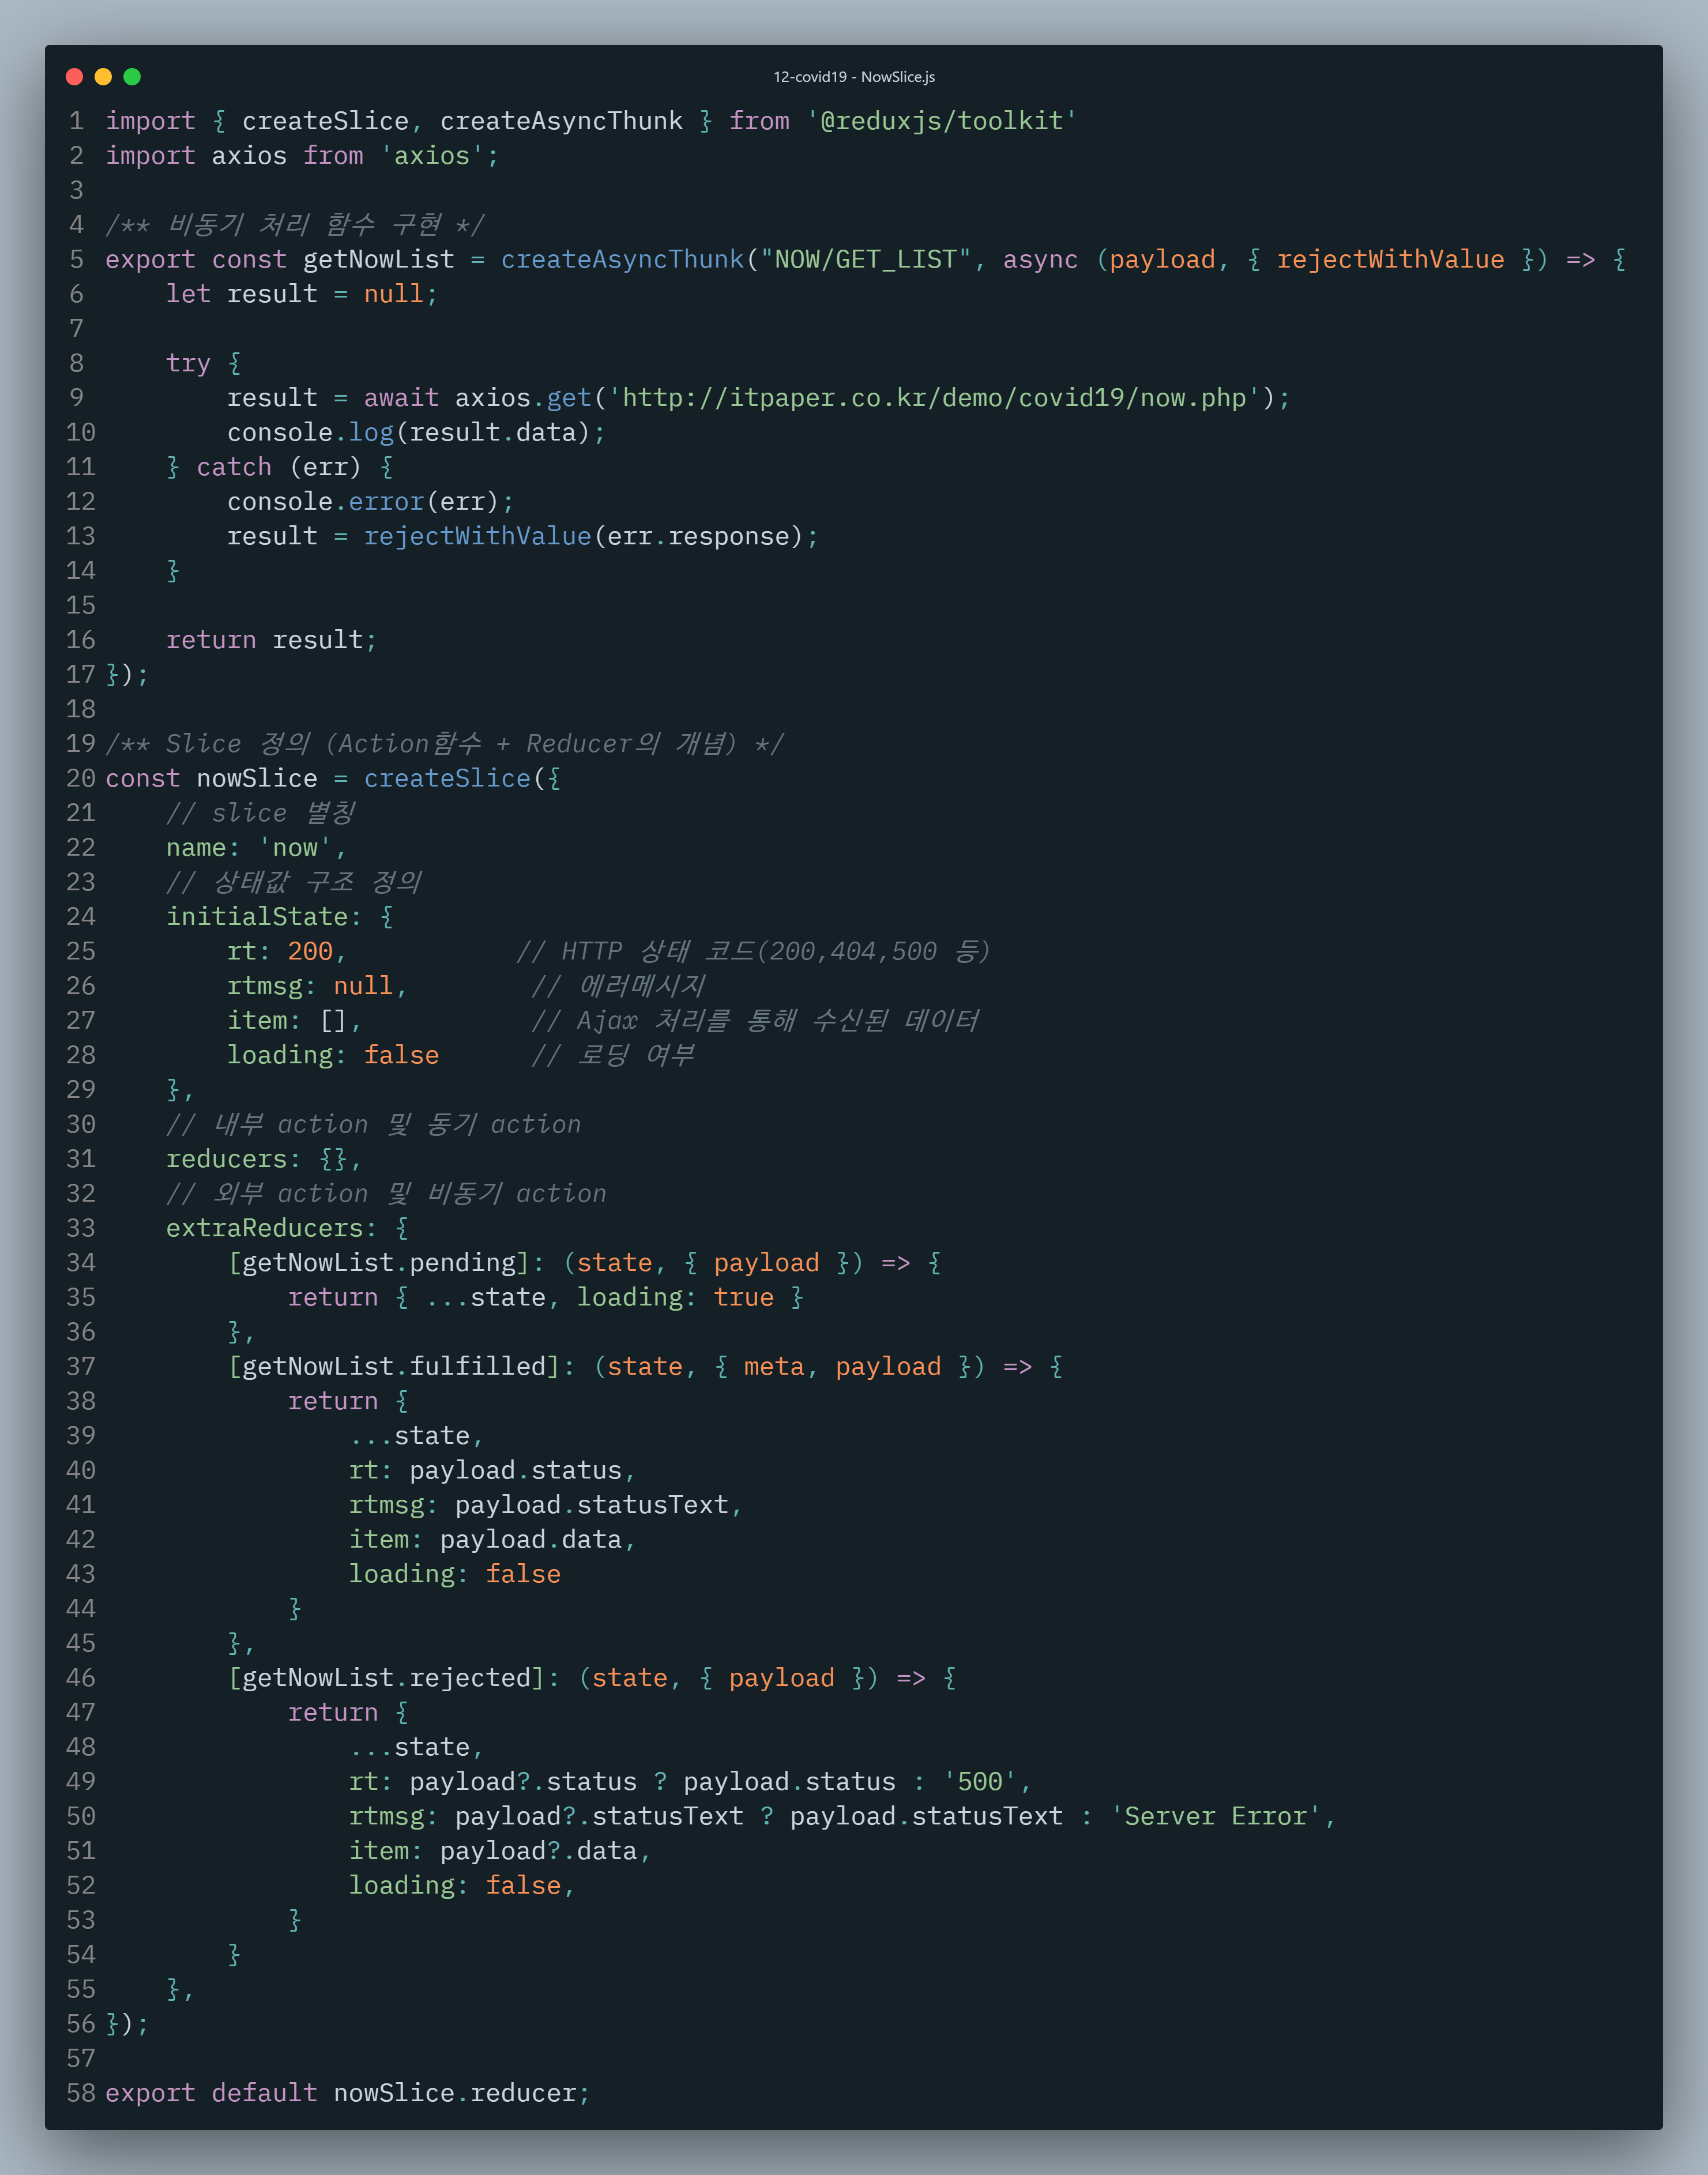 12-covid19 - NowSlice.js
1 import { createSlice, createAsyncThunk } from '@reduxjs/toolkit'
2 import axios from 'axios';
3
4 /** 비동기 처리 함수 구현 */
5 export const getNowList = createAsyncThunk("NOW/GET_LIST", async (payload, { rejectWithValue }) => {
6     let result = null;
7
8     try {
9         result = await axios.get('http://itpaper.co.kr/demo/covid19/now.php');
10         console.log(result.data);
11     } catch (err) {
12         console.error(err);
13         result = rejectWithValue(err.response);
14     }
15
16     return result;
17 });
18
19 /** Slice 정의 (Action함수 + Reducer의 개념) */
20 const nowSlice = createSlice({
21     // slice 별칭
22     name: 'now',
23     // 상태값 구조 정의
24     initialState: {
25         rt: 200,           // HTTP 상태 코드(200,404,500 등)
26         rtmsg: null,        // 에러메시지
27         item: [],           // Ajax 처리를 통해 수신된 데이터
28         loading: false      // 로딩 여부
29     },
30     // 내부 action 및 동기 action
31     reducers: {},
32     // 외부 action 및 비동기 action
33     extraReducers: {
34         [getNowList.pending]: (state, { payload }) => {
35             return { ...state, loading: true }
36         },
37         [getNowList.fulfilled]: (state, { meta, payload }) => {
38             return {
39                 ...state,
40                 rt: payload.status,
41                 rtmsg: payload.statusText,
42                 item: payload.data,
43                 loading: false
44             }
45         },
46         [getNowList.rejected]: (state, { payload }) => {
47             return {
48                 ...state,
49                 rt: payload?.status ? payload.status : '500',
50                 rtmsg: payload?.statusText ? payload.statusText : 'Server Error',
51                 item: payload?.data,
52                 loading: false,
53             }
54         }
55     },
56 });
57
58 export default nowSlice.reducer;